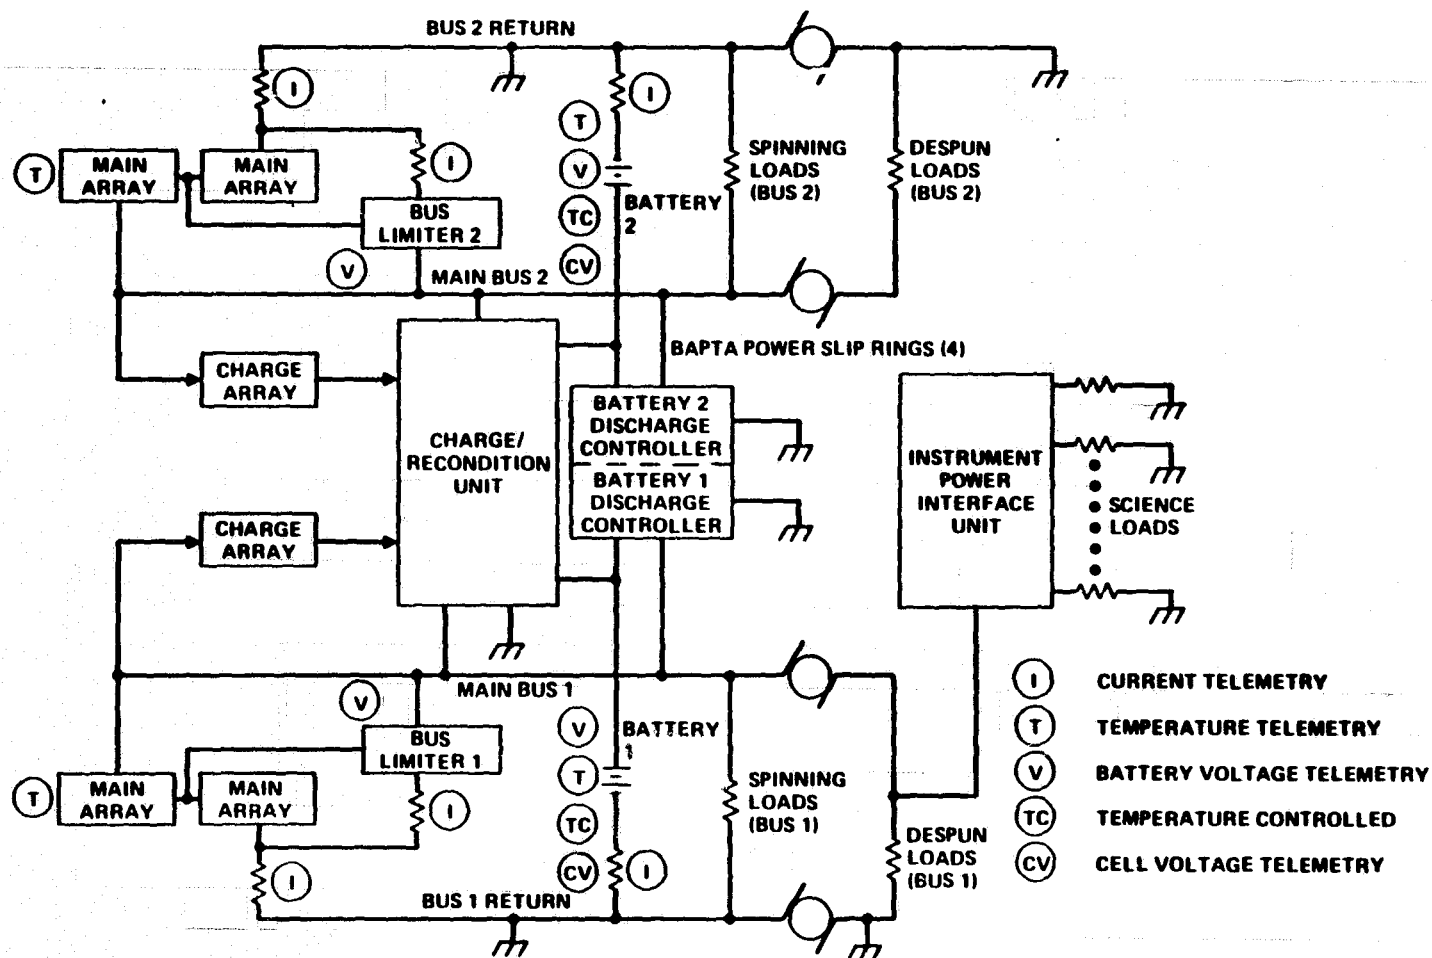 BUS 2 RETURN
I
I
T
I
MAIN
ARRAY
MAIN
ARRAY
T
I
V
SPINNING
LOADS
(BUS 2)
DESPUN
LOADS
(BUS 2)
BUS
LIMITER 2
TC
BATTERY
2
V
CV
MAIN BUS 2
BAPTA POWER SLIP RINGS (4)
CHARGE
ARRAY
CHARGE/
RECONDITION
UNIT
BATTERY 2
DISCHARGE
CONTROLLER
BATTERY 1
DISCHARGE
CONTROLLER
INSTRUMENT
POWER
INTERFACE
UNIT
SCIENCE
LOADS
CHARGE
ARRAY
MAIN BUS 1
V
BUS
LIMITER 1
V
BATTERY
1
T
MAIN
ARRAY
MAIN
ARRAY
I
T
TC
SPINNING
LOADS
(BUS 1)
DESPUN
LOADS
(BUS 1)
I
CV
I
BUS 1 RETURN
I CURRENT TELEMETRY
T TEMPERATURE TELEMETRY
V BATTERY VOLTAGE TELEMETRY
TC TEMPERATURE CONTROLLED
CV CELL VOLTAGE TELEMETRY